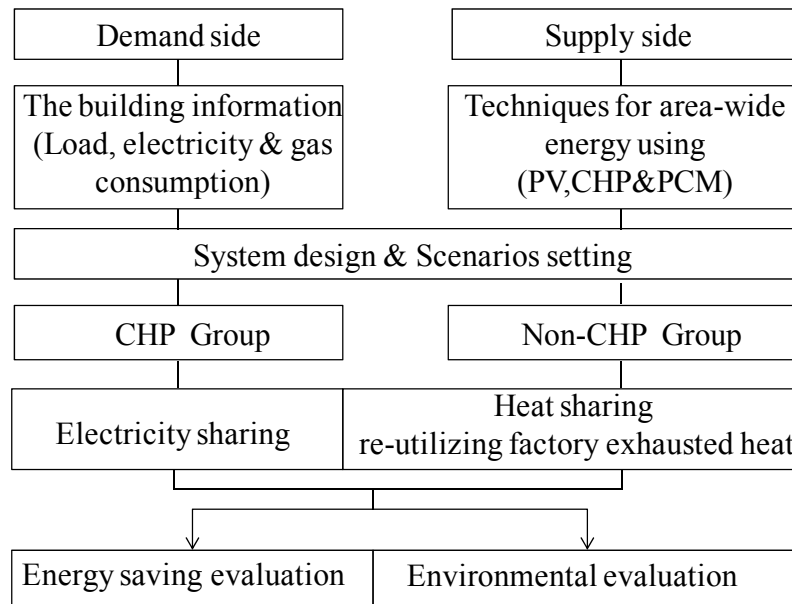 Demand side
Supply side
The building information
(Load, electricity & gas
consumption)
Techniques for area-wide
energy using
(PV,CHP&PCM)
System design & Scenarios setting
CHP Group
Non-CHP Group
Electricity sharing
Heat sharing
re-utilizing factory exhausted heat
Energy saving evaluation
Environmental evaluation